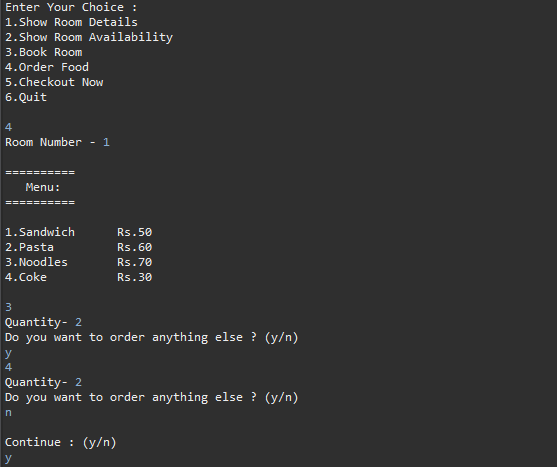 Enter Your Choice :
1.Show Room Details
2.Show Room Availability
3.Book Room
4.Order Food
5.Checkout Now
6.Quit
4
Room Number - 1
==========
Menu:
==========
1.Sandwich Rs.50
2.Pasta Rs.60
3.Noodles Rs.70
4.Coke Rs.30
3
Quantity- 2
Do you want to order anything else ? (y/n)
y
4
Quantity- 2
Do you want to order anything else ? (y/n)
n
Continue : (y/n)
y